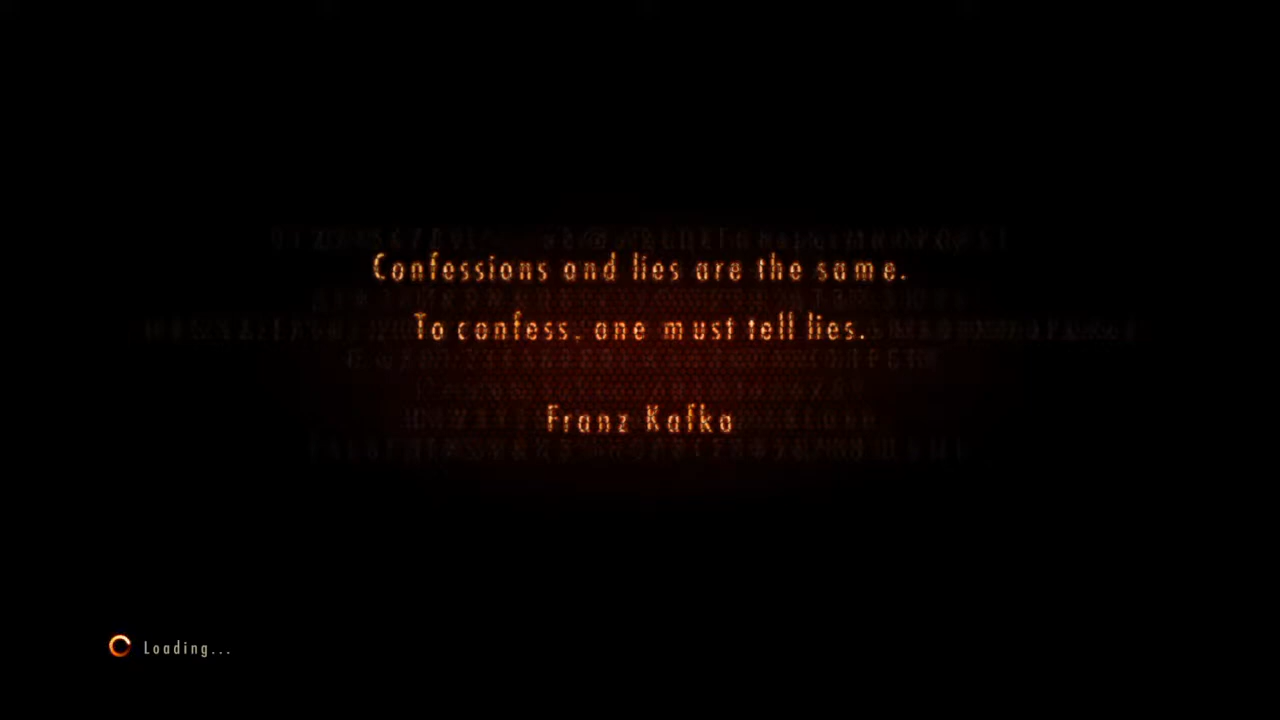 Confessions and lies are the same.
To confess, one must tell lies.
Franz Kafka
Loading...